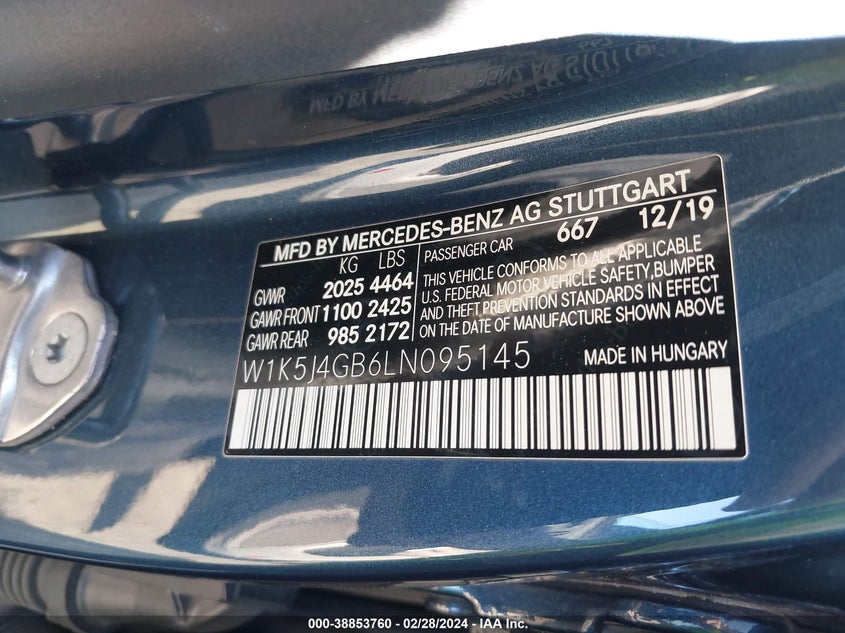 MFD BY MERCEDES-BENZ AG STUTTGART
KG LBS
GVWR 2025 4464
GAWR FRONT 1100 2425
GAWR REAR 985 2172
PASSENGER CAR 667 12/19
THIS VEHICLE CONFORMS TO ALL APPLICABLE
U.S. FEDERAL MOTOR VEHICLE SAFETY,BUMPER
AND THEFT PREVENTION STANDARDS IN EFFECT
ON THE DATE OF MANUFACTURE SHOWN ABOVE
W1K5J4GB6LN095145
MADE IN HUNGARY
000-38853760 / 02/28/2024 / IAA Inc.